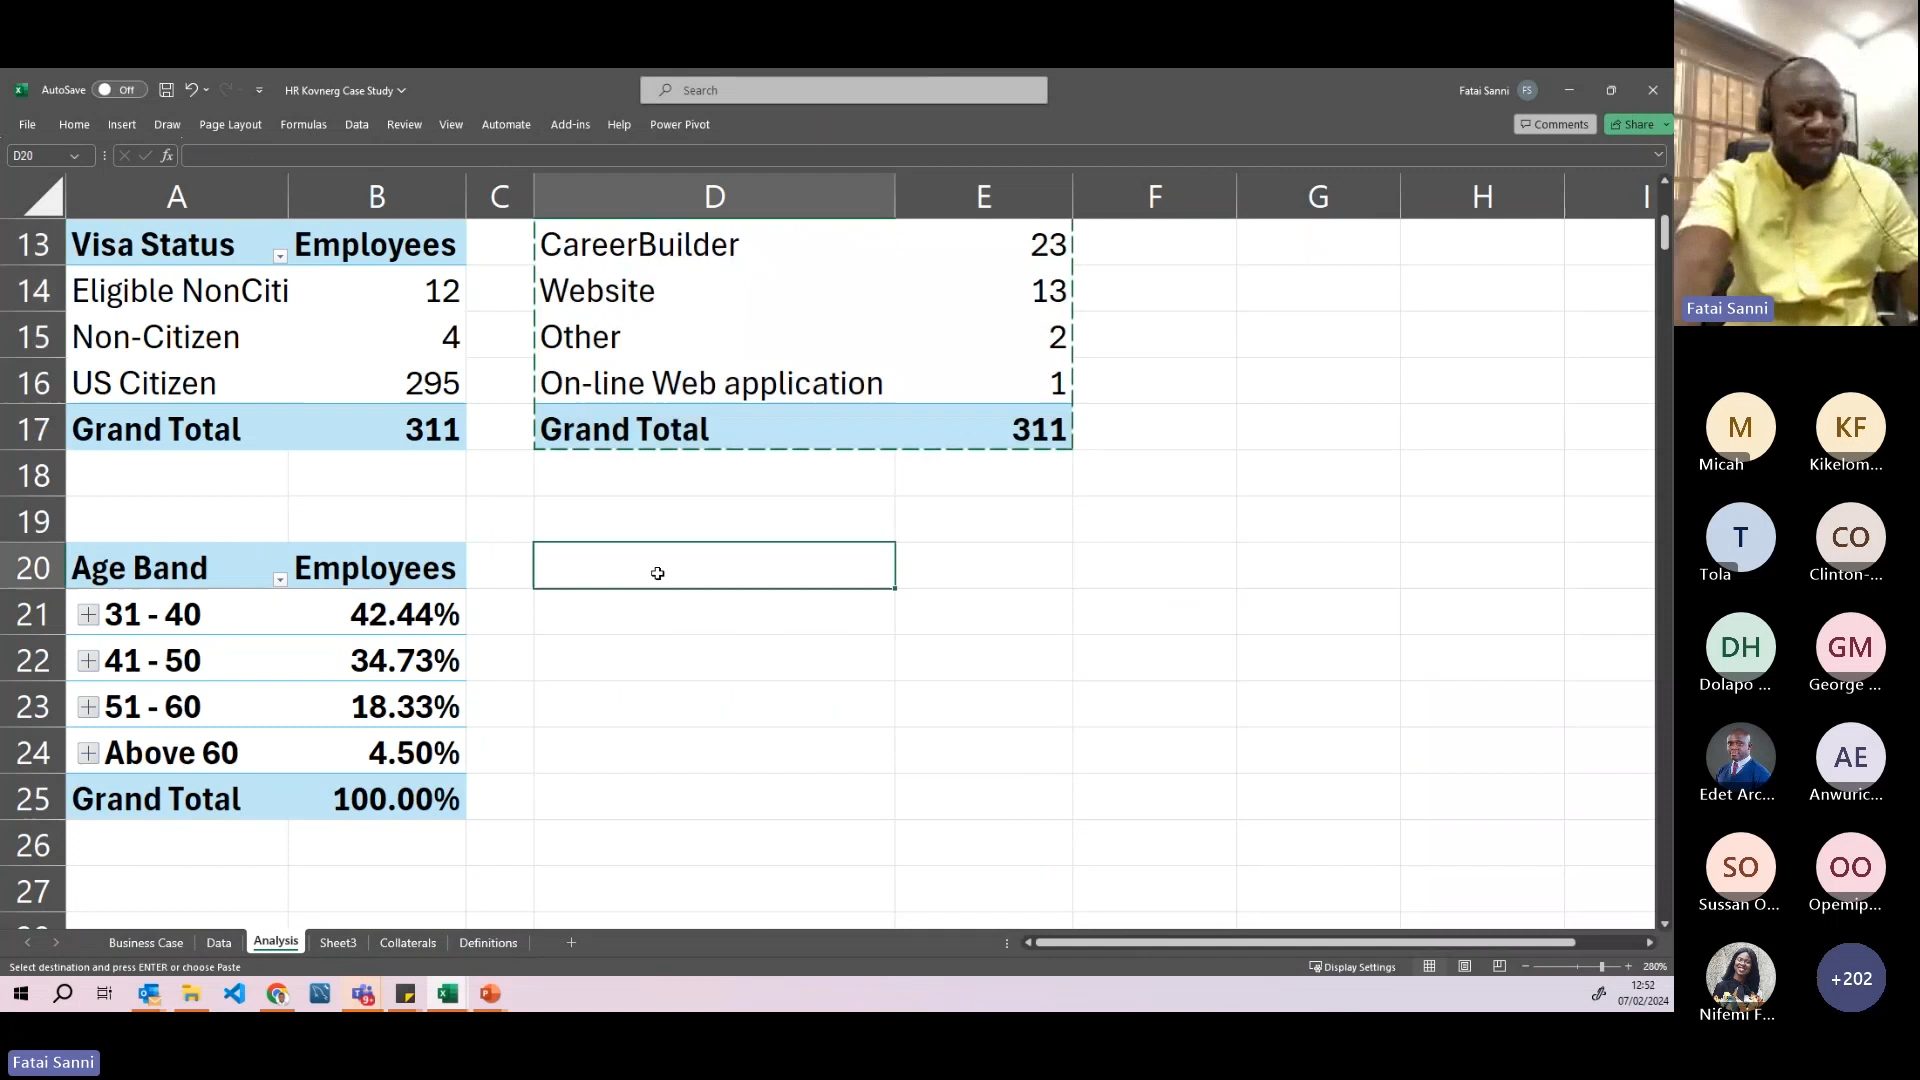 AutoSave Off HR Kovnerg Case Study Search Fatai Sanni FS
File Home Insert Draw Page Layout Formulas Data Review View Automate Add-ins Help Power Pivot Comments Share
D20 fx
A B C D E F G H I
13 Visa Status Employees CareerBuilder 23
14 Eligible NonCiti 12 Website 13
15 Non-Citizen 4 Other 2
16 US Citizen 295 On-line Web application 1
17 Grand Total 311 Grand Total 311
18
19
20 Age Band Employees
21 31 - 40 42.44%
22 41 - 50 34.73%
23 51 - 60 18.33%
24 Above 60 4.50%
25 Grand Total 100.00%
26
27
Business Case Data Analysis Sheet3 Collaterals Definitions
Select destination and press ENTER or choose Paste Display Settings 280%
12:52
07/02/2024
Fatai Sanni
Fatai Sanni
M KF
Micah Kikelom...
T CO
Tola Clinton-...
DH GM
Dolapo ... George ...
AE
Edet Arc... Anwuric...
SO OO
Sussan O... Opemip...
+202
Nifemi F...